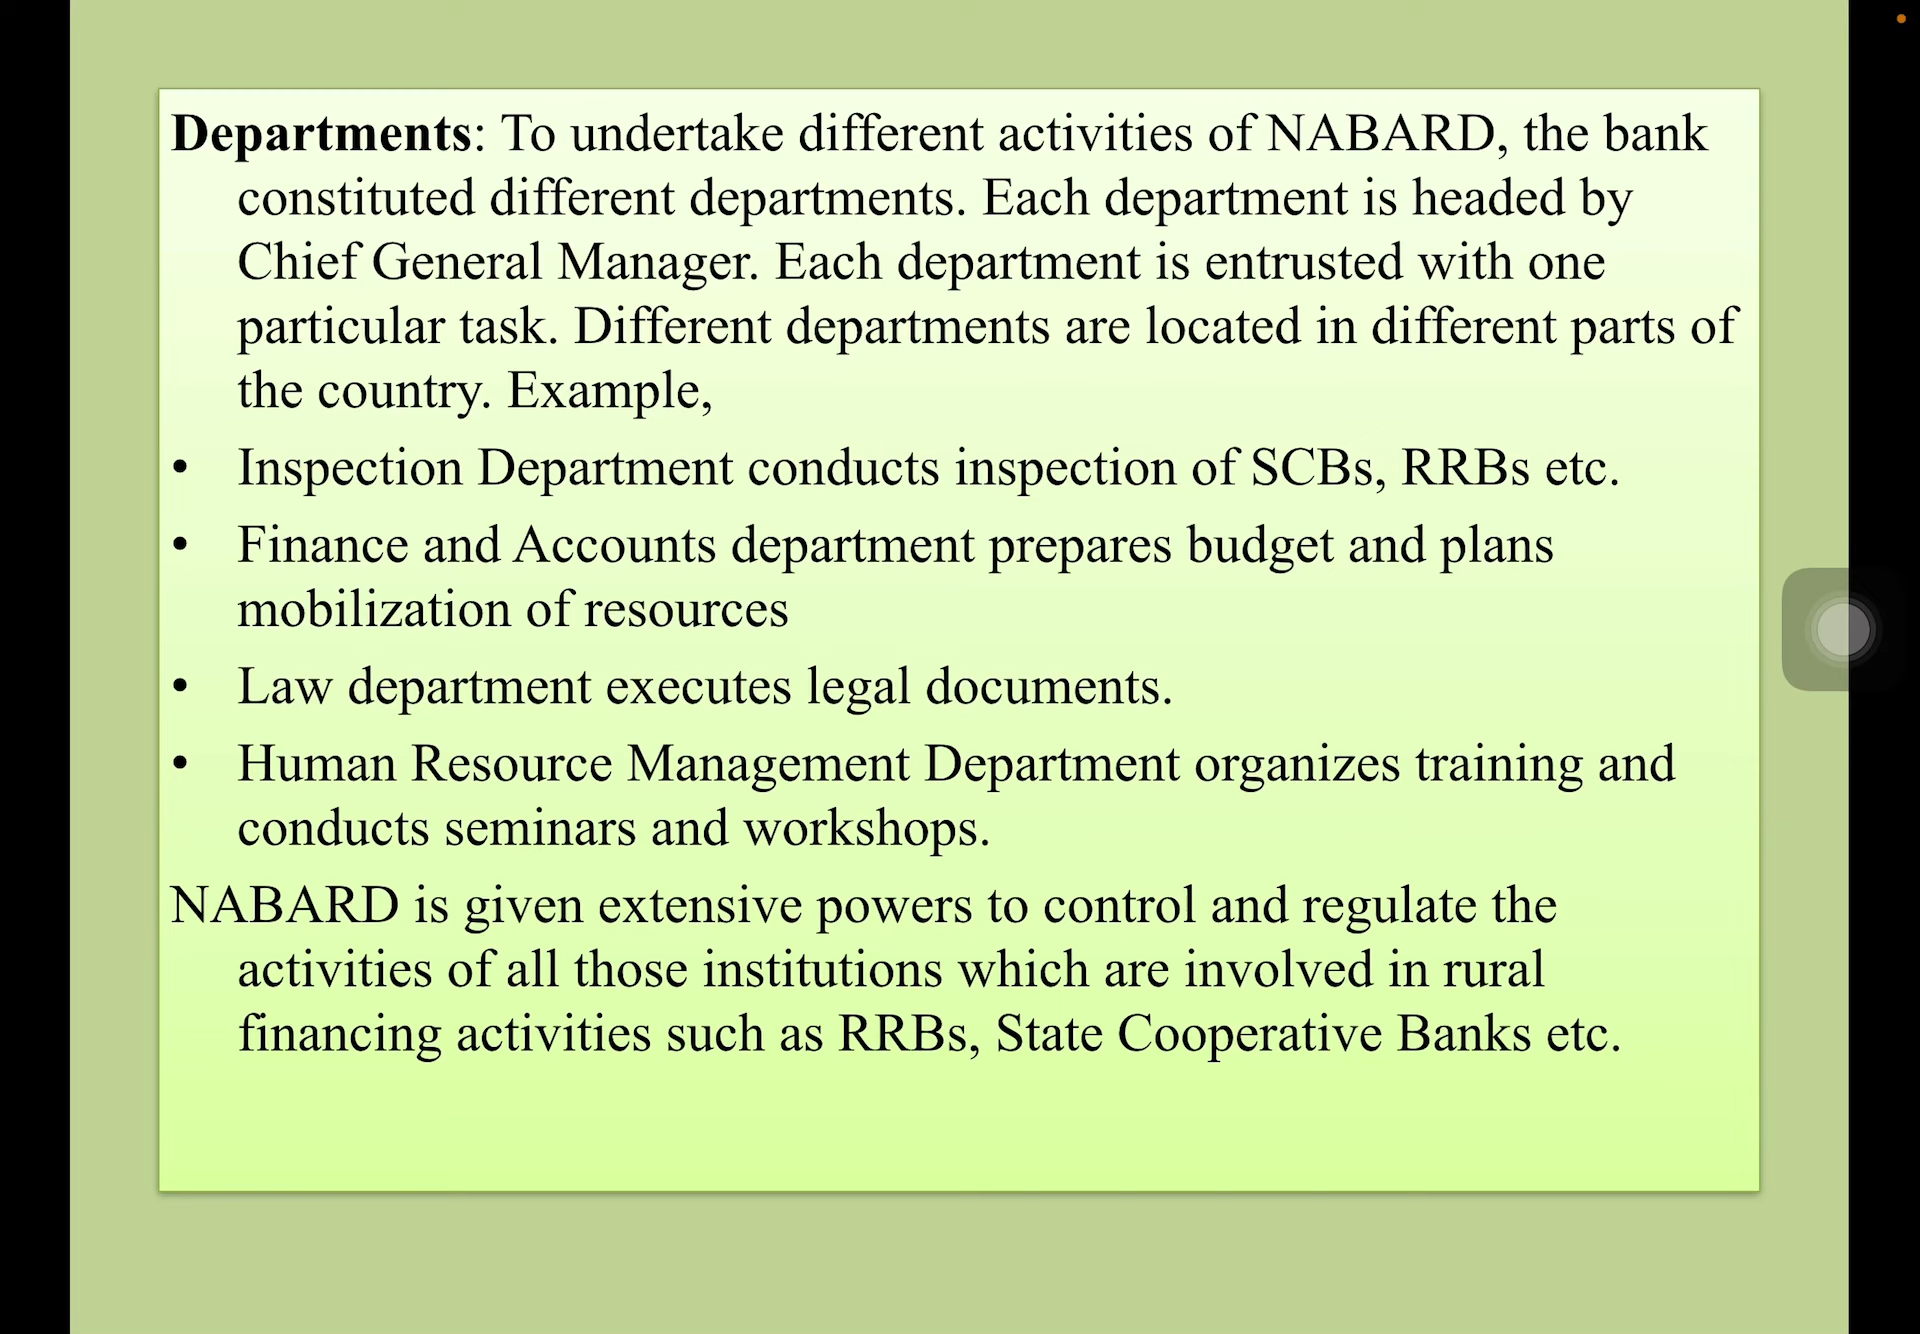 Departments: To undertake different activities of NABARD, the bank
constituted different departments. Each department is headed by
Chief General Manager. Each department is entrusted with one
particular task. Different departments are located in different parts of
the country. Example,
• Inspection Department conducts inspection of SCBs, RRBs etc.
• Finance and Accounts department prepares budget and plans
mobilization of resources
• Law department executes legal documents.
• Human Resource Management Department organizes training and
conducts seminars and workshops.
NABARD is given extensive powers to control and regulate the
activities of all those institutions which are involved in rural
financing activities such as RRBs, State Cooperative Banks etc.